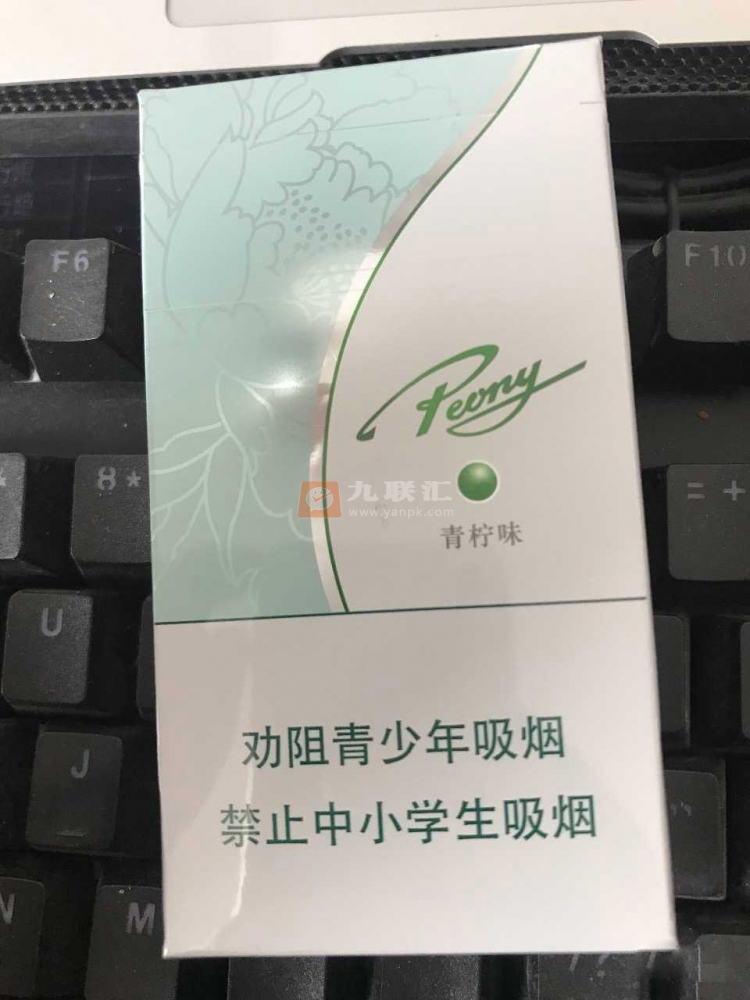 F6
F10
Peony
8*
= +
九联汇
www.yanpk.com
青柠味
U
劝阻青少年吸烟
J
禁止中小学生吸烟
N
M